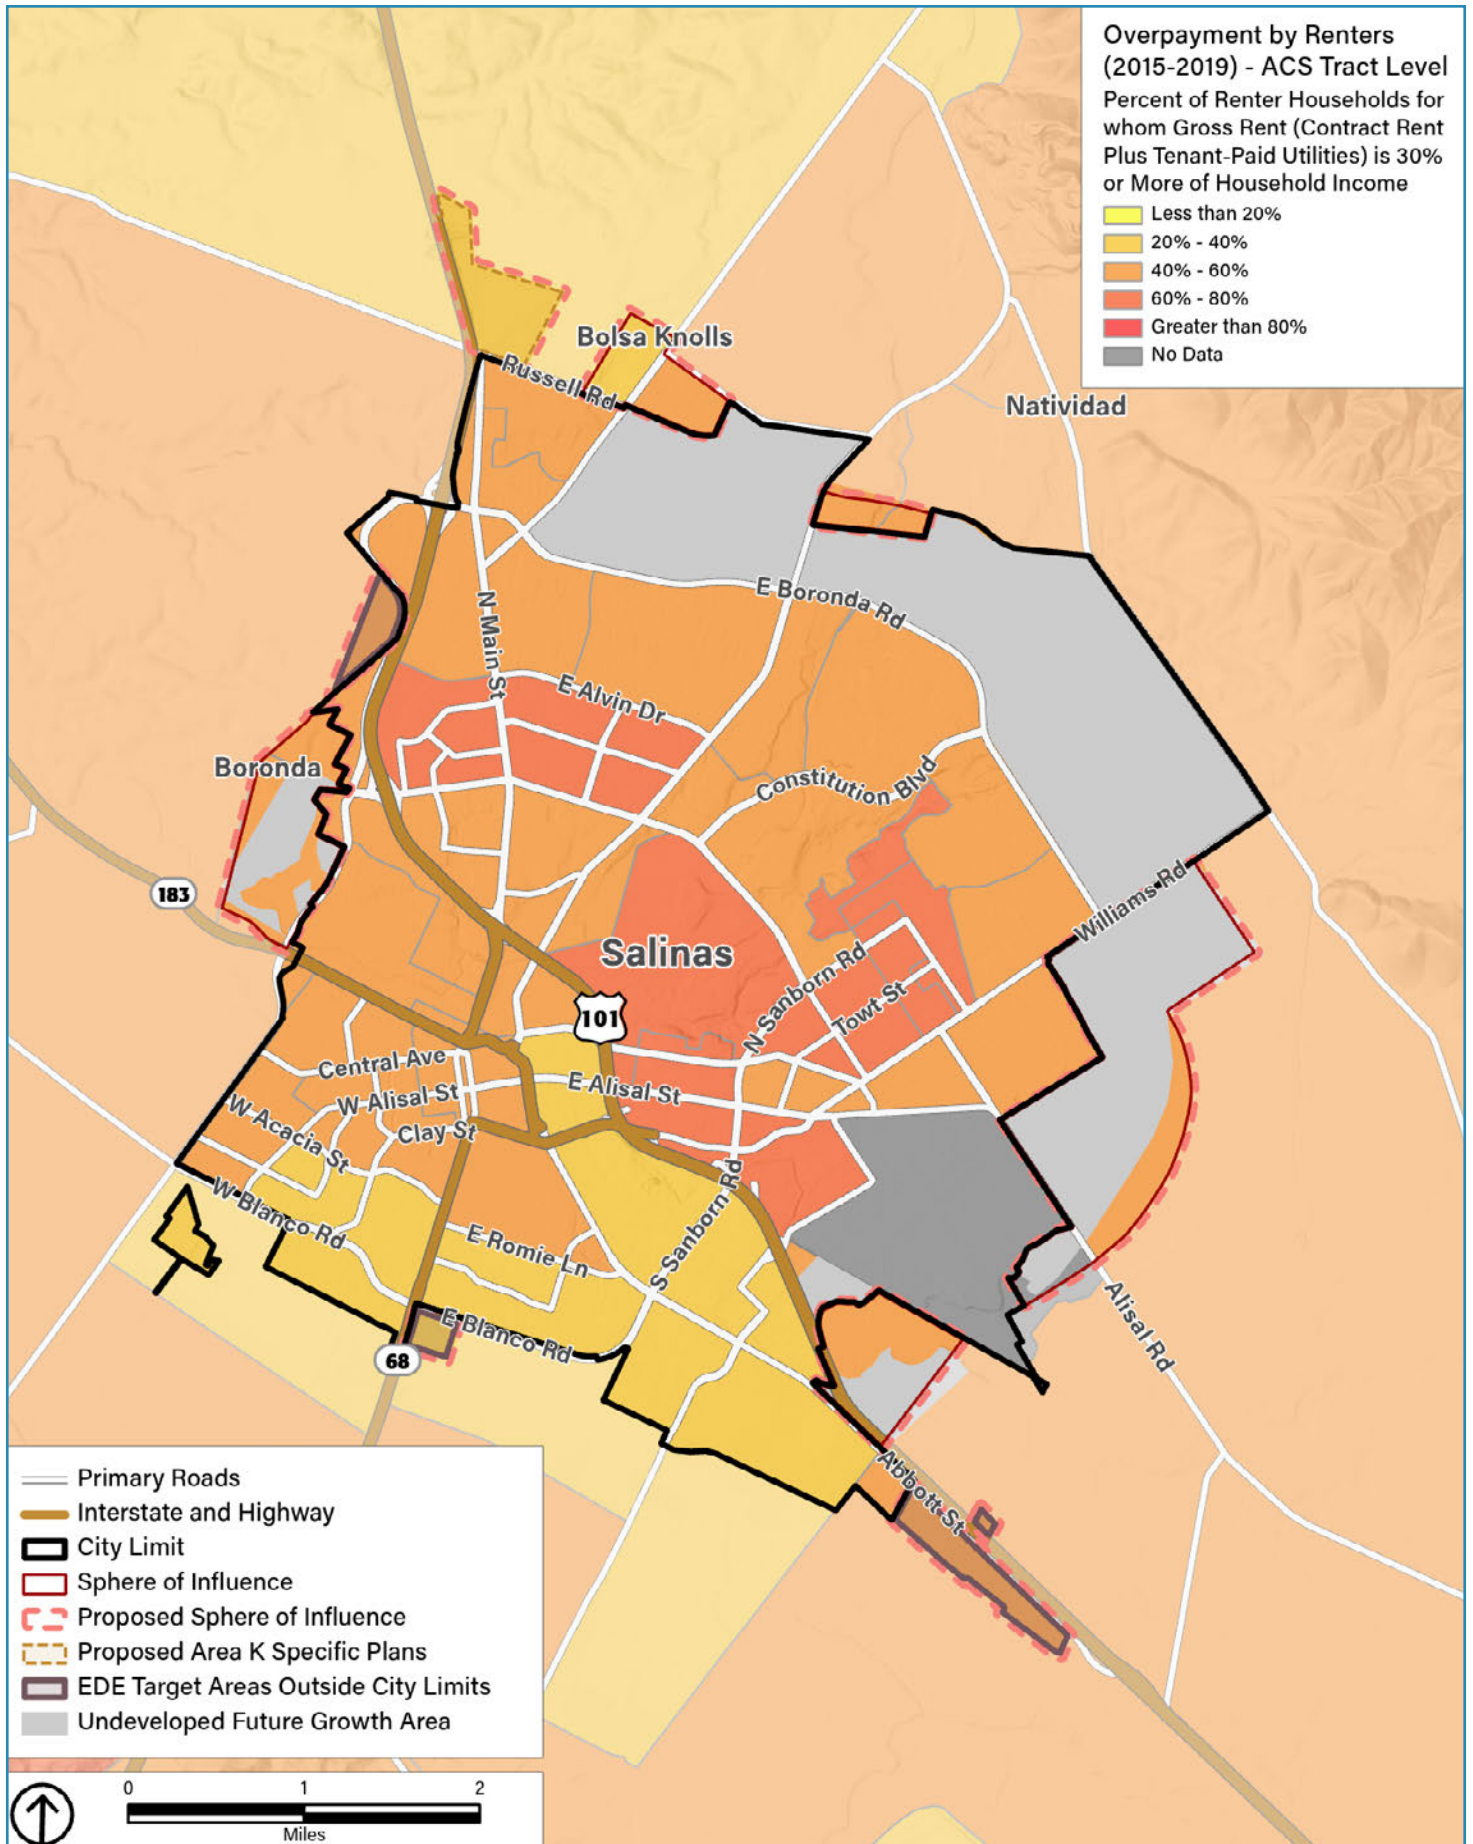 Overpayment by Renters
(2015-2019) - ACS Tract Level
Percent of Renter Households for
whom Gross Rent (Contract Rent
Plus Tenant-Paid Utilities) is 30%
or More of Household Income
Less than 20%
20% - 40%
40% - 60%
60% - 80%
Greater than 80%
No Data
Bolsa Knolls
Russell Rd
Natividad
E Boronda Rd
N Main St
E Alvin Dr
Boronda
Constitution Blvd
183
Williams Rd
Salinas
N Sanborn Rd
Towt St
101
Central Ave
E Alisal St
W Alisal St
W Acacia St
Clay St
W Blanco Rd
E Romie Ln
S Sanborn Rd
E Blanco Rd
68
Alisal Rd
Abbott St
Primary Roads
Interstate and Highway
City Limit
Sphere of Influence
Proposed Sphere of Influence
Proposed Area K Specific Plans
EDE Target Areas Outside City Limits
Undeveloped Future Growth Area
0 1 2
Miles